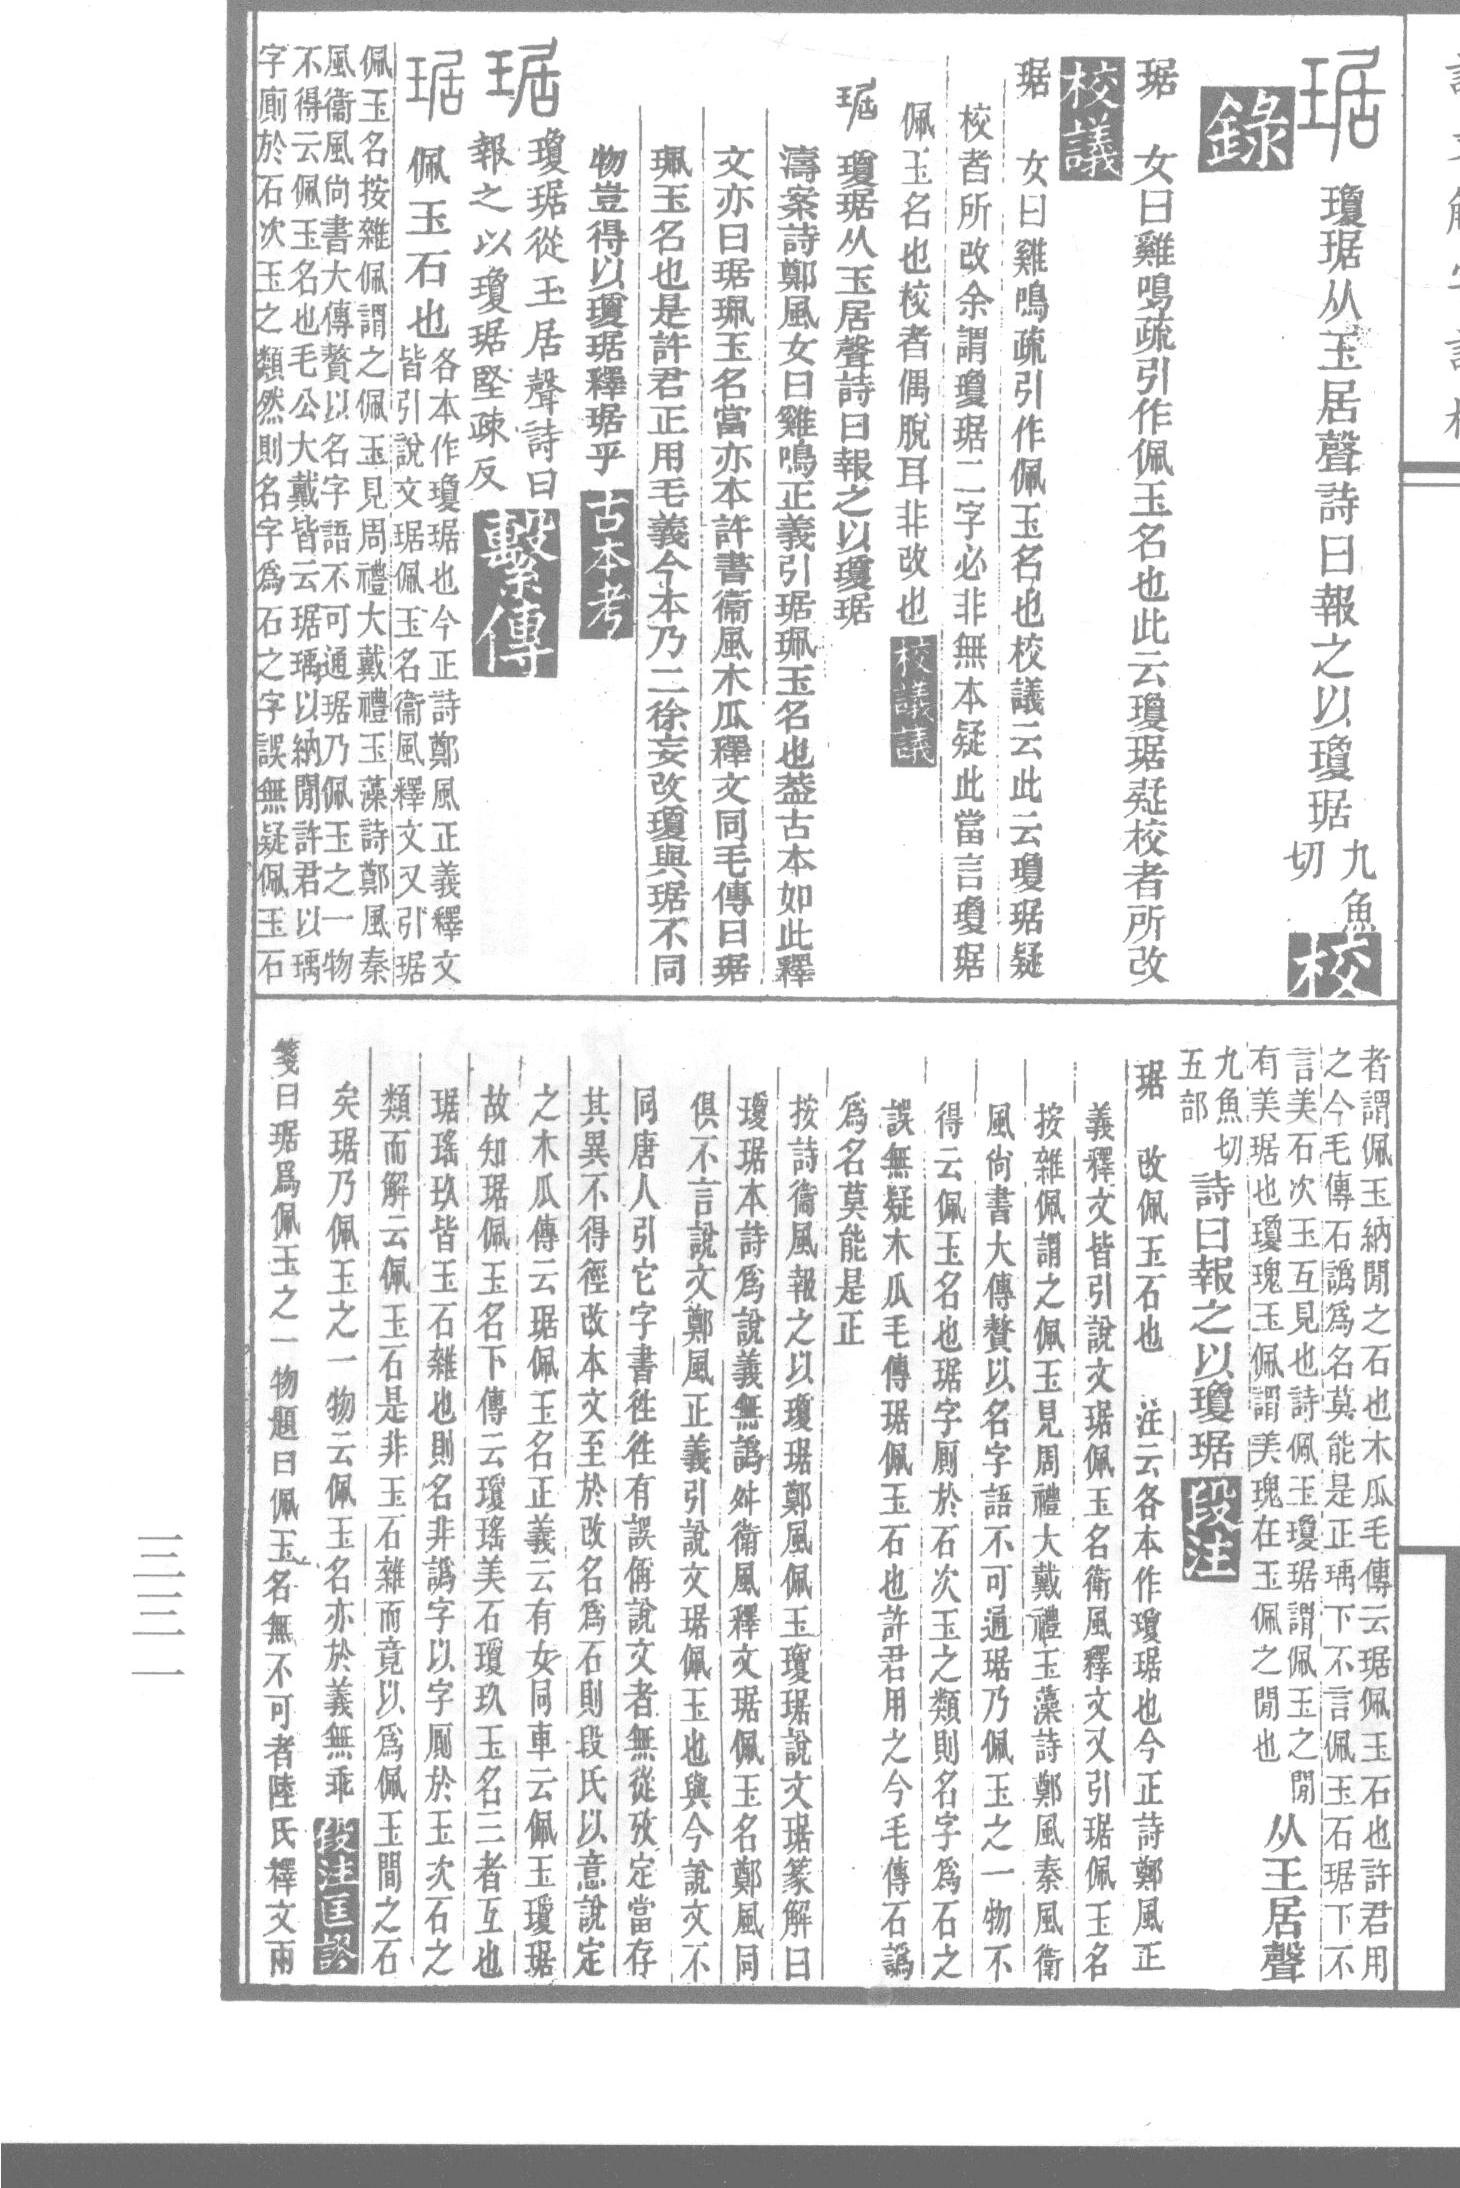 琚 瓊琚从玉居聲詩曰報之以瓊琚 九魚切 校
錄
琚 女曰雞鳴疏引作佩玉名也此云瓊琚疑校者所改
校議
琚 女曰雞鳴疏引作佩玉名也校議云此云瓊琚疑
校者所改余謂瓊琚二字必非無本疑此當言瓊琚
佩玉名也校者偶脫耳非改也 校議議
琚 瓊琚从玉居聲詩曰報之以瓊琚
濤案詩鄭風女曰雞鳴正義引琚珮玉名也葢古本如此釋
文亦曰琚珮玉名當亦本許書衞風木瓜釋文同毛傳曰琚
珮玉名也是許君正用毛義今本乃二徐妄改瓊與琚不同
物豈得以瓊琚釋琚乎 古本考
琚 瓊琚從玉居聲詩曰
報之以瓊琚堅疎反 繫傳
琚 佩玉石也 各本作瓊琚也今正詩鄭風正義釋文
皆引說文琚佩玉名衞風釋文又引琚
佩玉名按雜佩謂之佩玉見周禮大戴禮玉藻詩鄭風秦
風衞風尙書大傳贅以名字語不可通琚乃佩玉之一物
不得云佩玉名也毛公大戴皆云琚瑀以納閒許君以瑀
字廁於石次玉之類然則名字爲石之字誤無疑佩玉石
者謂佩玉納閒之石也木瓜毛傳云琚佩玉石也許君用
之今毛傳石譌爲名莫能是正瑀下不言佩玉石琚下不
言美石次玉互見也詩佩玉瓊琚謂佩玉之閒
有美琚也瓊瑰玉佩謂美瑰在玉佩之閒也 从王居聲
九魚切
五部 詩曰報之以瓊琚 段注
琚 改佩玉石也 注云各本作瓊琚也今正詩鄭風正
義釋文皆引說文琚佩玉名衛風釋文又引琚佩玉名
按雜佩謂之佩玉見周禮大戴禮玉藻詩鄭風秦風衛
風尙書大傳贅以名字語不可通琚乃佩玉之一物不
得云佩玉名也琚字厠於石次玉之類則名字爲石之
誤無疑木瓜毛傳琚佩玉石也許君用之今毛傳石譌
爲名莫能是正
按詩衞風報之以瓊琚鄭風佩玉瓊琚說文琚篆解曰
瓊琚本詩爲說義無譌舛衛風釋文琚佩玉名鄭風同
俱不言說文鄭風正義引說文琚佩玉也與今說文不
同唐人引它字書徃徃有誤偁說文者無從攷定當存
其異不得徑改本文至於改名爲石則段氏以意說定
之木瓜傳云琚佩玉名正義云有女同車云佩玉瓊琚
故知琚佩玉名下傳云瓊瑤美石瓊玖玉名三者互也
琚瑤玖皆玉石雜也則名非譌字以字厠於玉次石之
類而解云佩玉石是非玉石雜而竟以爲佩玉間之石
矣琚乃佩玉之一物云佩玉名亦於義無乖 段注匡謬
箋曰琚爲佩玉之一物題曰佩玉名無不可者陸氏釋文兩
三三二一